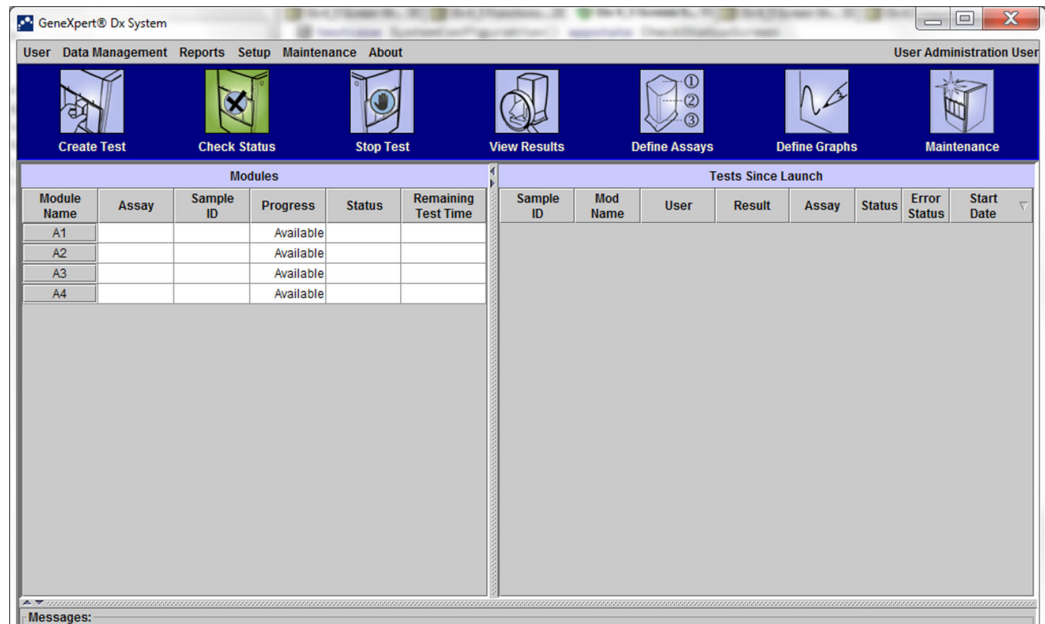 GeneXpert® Dx System
User Data Management Reports Setup Maintenance About
User Administration User
Create Test
Check Status
Stop Test
View Results
① ② ③
Define Assays
Define Graphs
Maintenance
Modules
Module Name Assay Sample ID Progress Status Remaining Test Time
A1 Available
A2 Available
A3 Available
A4 Available
Tests Since Launch
Sample ID Mod Name User Result Assay Status Error Status Start Date
Messages: